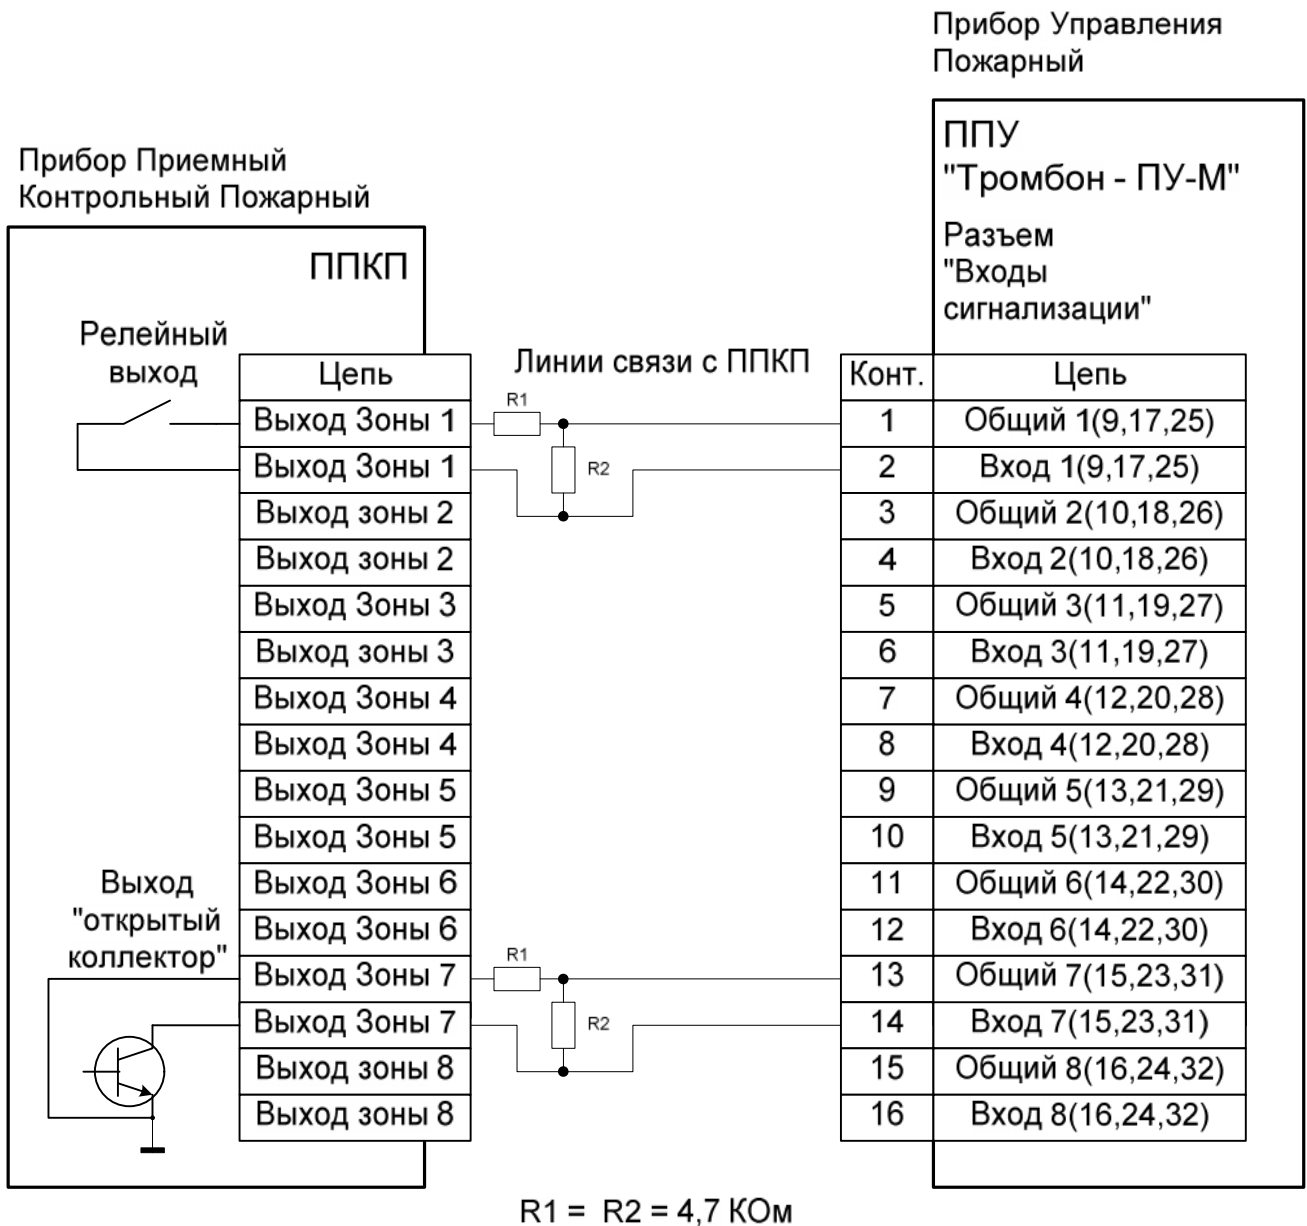 Прибор Управления
Пожарный
ППУ
"Тромбон - ПУ-М"
Разъем
"Входы
сигнализации"
Прибор Приемный
Контрольный Пожарный
ППКП
Релейный
выход
Линии связи с ППКП
Цепь
Выход Зоны 1
Выход Зоны 1
Выход зоны 2
Выход зоны 2
Выход Зоны 3
Выход зоны 3
Выход Зоны 4
Выход Зоны 4
Выход Зоны 5
Выход Зоны 5
Выход Зоны 6
Выход Зоны 6
Выход Зоны 7
Выход Зоны 7
Выход зоны 8
Выход зоны 8
Выход
"открытый
коллектор"
R1
R2
R1
R2
Конт. Цепь
1 Общий 1(9,17,25)
2 Вход 1(9,17,25)
3 Общий 2(10,18,26)
4 Вход 2(10,18,26)
5 Общий 3(11,19,27)
6 Вход 3(11,19,27)
7 Общий 4(12,20,28)
8 Вход 4(12,20,28)
9 Общий 5(13,21,29)
10 Вход 5(13,21,29)
11 Общий 6(14,22,30)
12 Вход 6(14,22,30)
13 Общий 7(15,23,31)
14 Вход 7(15,23,31)
15 Общий 8(16,24,32)
16 Вход 8(16,24,32)
R1 = R2 = 4,7 КОм